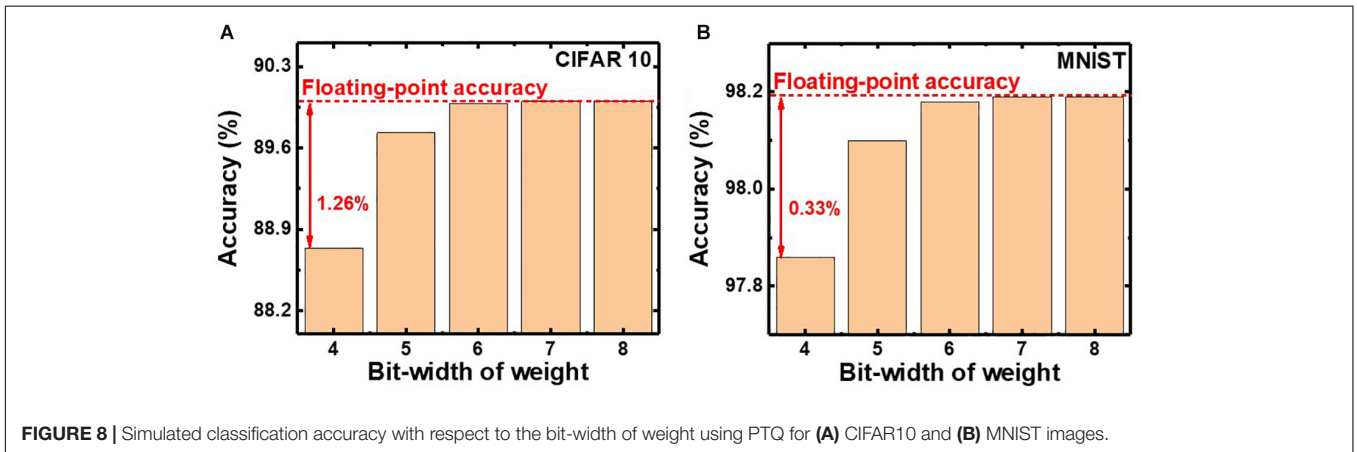 A
CIFAR 10
Floating-point accuracy
90.3
89.6
88.9
88.2
Accuracy (%)
1.26%
4 5 6 7 8
Bit-width of weight
B
MNIST
Floating-point accuracy
98.2
98.0
97.8
Accuracy (%)
0.33%
4 5 6 7 8
Bit-width of weight
FIGURE 8 | Simulated classification accuracy with respect to the bit-width of weight using PTQ for (A) CIFAR10 and (B) MNIST images.